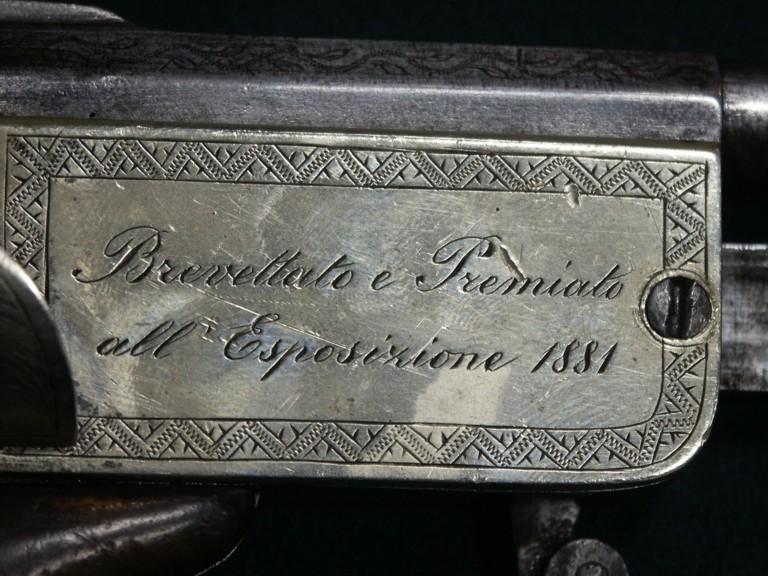 Brevettato e Premiato
all' Esposizione 1881